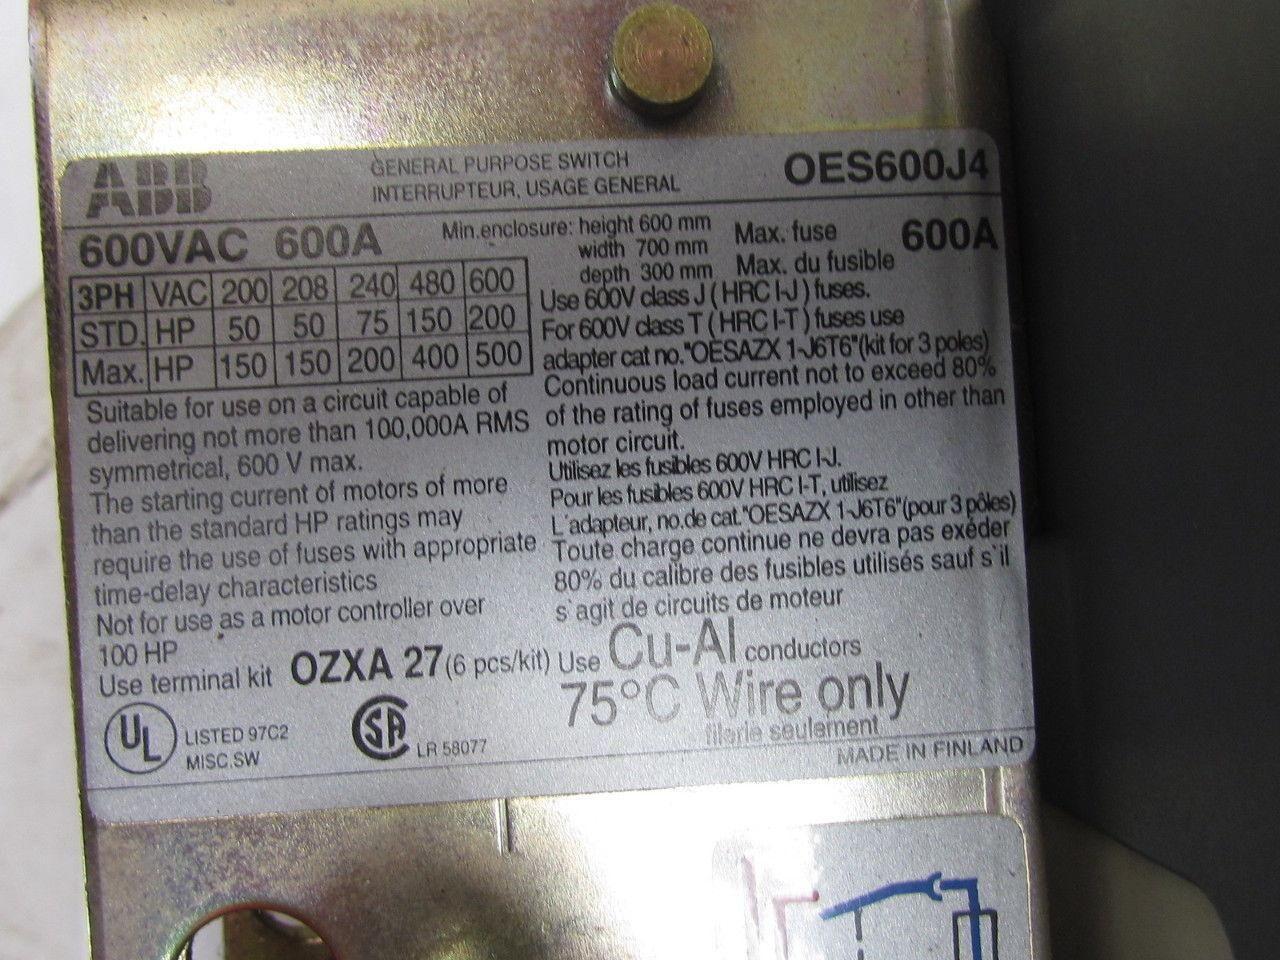 ABB
GENERAL PURPOSE SWITCH
INTERRUPTEUR, USAGE GENERAL
OES600J4
600VAC 600A
Min.enclosure: height 600 mm
width 700 mm
depth 300 mm
Max. fuse
Max. du fusible
600A
3PH VAC 200 208 240 480 600
STD. HP 50 50 75 150 200
Max. HP 150 150 200 400 500
Suitable for use on a circuit capable of
delivering not more than 100,000A RMS
symmetrical, 600 V max.
The starting current of motors of more
than the standard HP ratings may
require the use of fuses with appropriate
time-delay characteristics
Not for use as a motor controller over
100 HP
Use 600V class J ( HRC I-J ) fuses.
For 600V class T ( HRC I-T ) fuses use
adapter cat no."OESAZX 1-J6T6"(kit for 3 poles)
Continuous load current not to exceed 80%
of the rating of fuses employed in other than
motor circuit.
Utilisez les fusibles 600V HRC I-J.
Pour les fusibles 600V HRC I-T, utilisez
L'adapteur, no.de cat."OESAZX 1-J6T6"(pour 3 pôles)
Toute charge continue ne devra pas exéder
80% du calibre des fusibles utilisés sauf s'il
s'agit de circuits de moteur
Use terminal kit OZXA 27 (6 pcs/kit) Use Cu-Al conductors
75°C Wire only
filerie seulement
UL LISTED 97C2
MISC.SW
SA LR 58077
MADE IN FINLAND